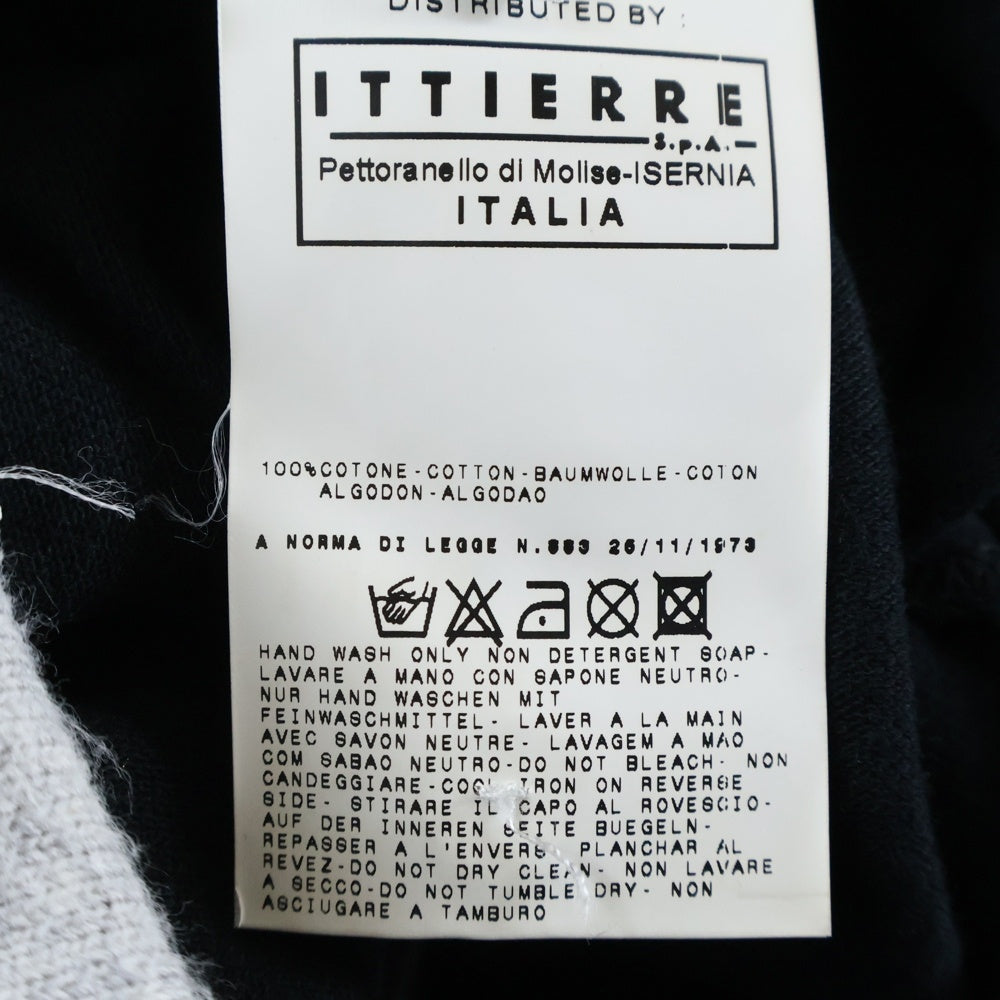 DISTRIBUTED BY :
ITTIERRE
S.p.A.
Pettoranello di Molise-ISERNIA
ITALIA
100%COTONE-COTTON-BAUMWOLLE-COTON
ALGODON-ALGODAO
A NORMA DI LEGGE N.883 26/11/1973
HAND WASH ONLY NON DETERGENT SOAP-
LAVARE A MANO CON SAPONE NEUTRO-
NUR HAND WASCHEN MIT
FEINWASCHMITTEL- LAVER A LA MAIN
AVEC SAVON NEUTRE- LAVAGEM A MAO
COM SABAO NEUTRO-DO NOT BLEACH- NON
CANDEGGIARE-COOL IRON ON REVERSE
SIDE- STIRARE IL CAPO AL ROVESCIO-
AUF DER INNEREN SEITE BUEGELN-
REPASSER A L'ENVERS- PLANCHAR AL
REVEZ-DO NOT DRY CLEAN- NON LAVARE
A SECCO-DO NOT TUMBLE DRY- NON
ASCIUGARE A TAMBURO